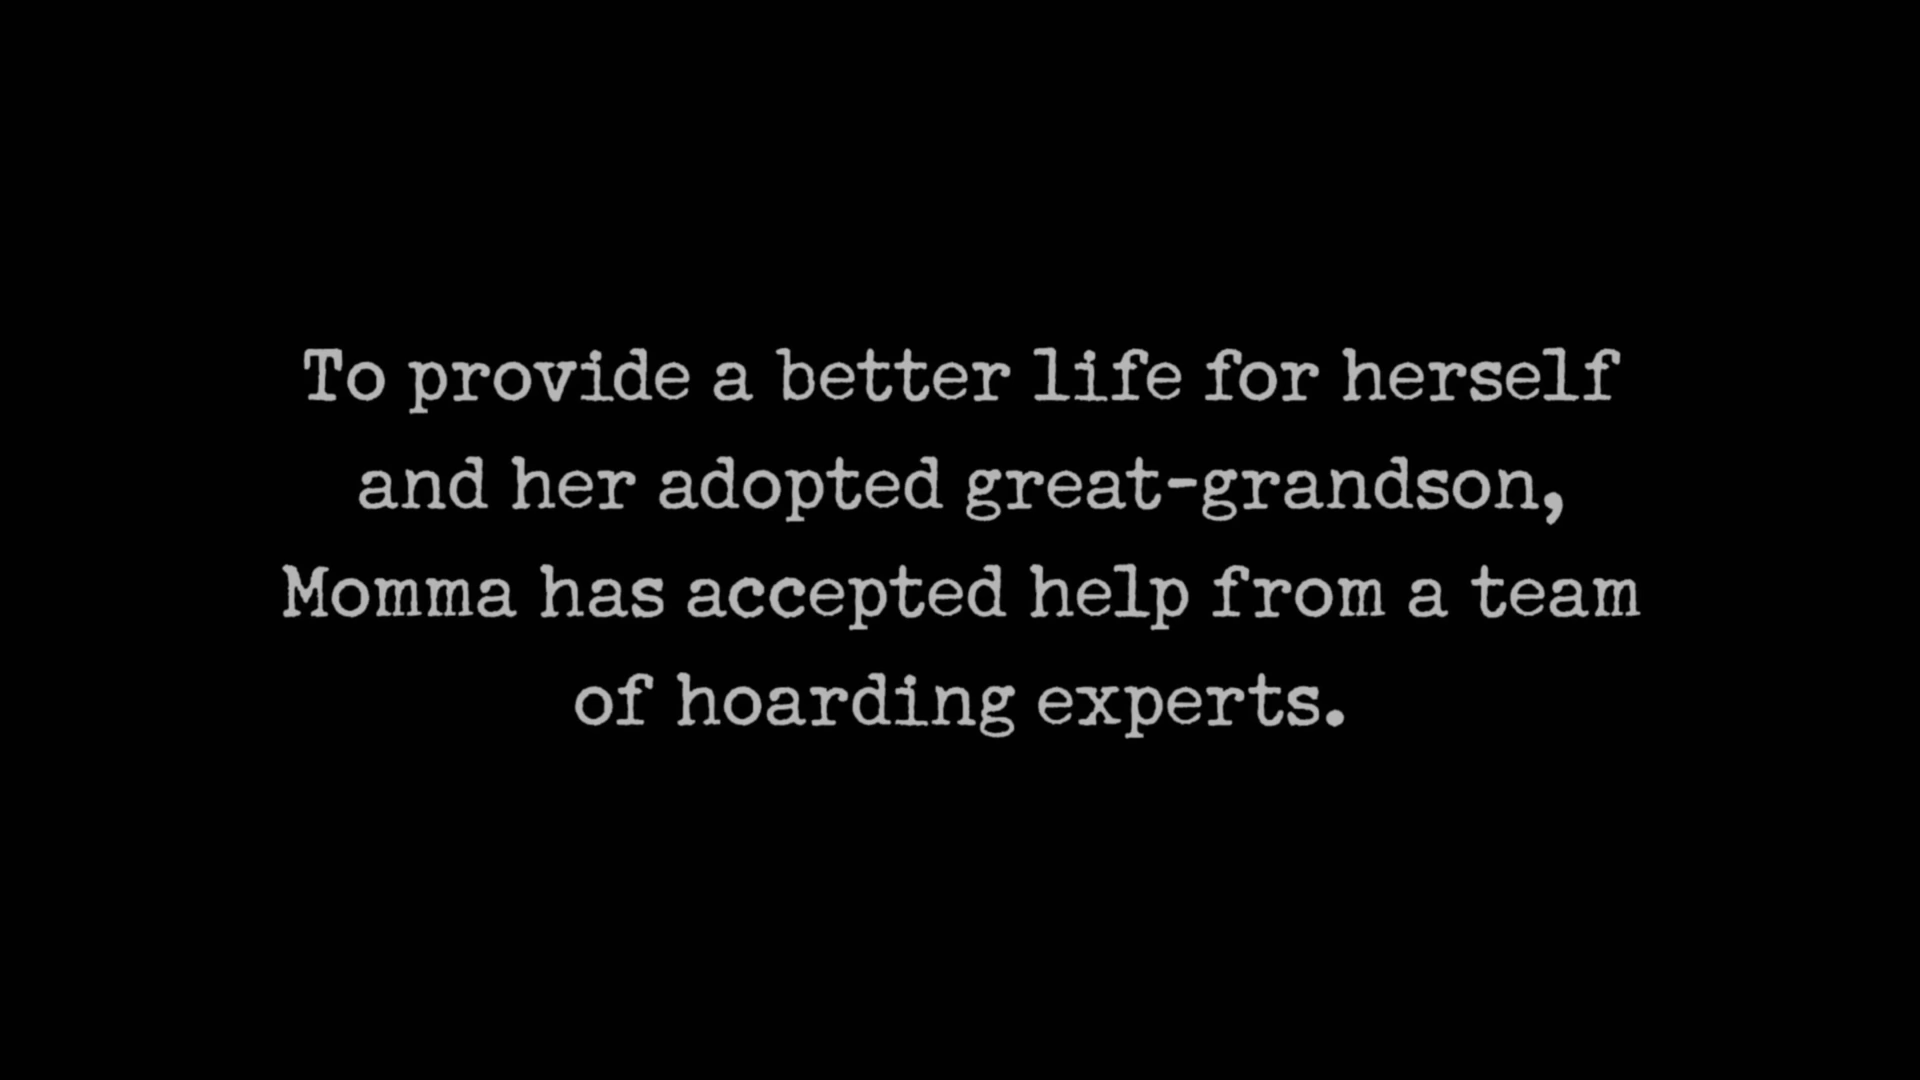 To provide a better life for herself
and her adopted great-grandson,
Momma has accepted help from a team
of hoarding experts.